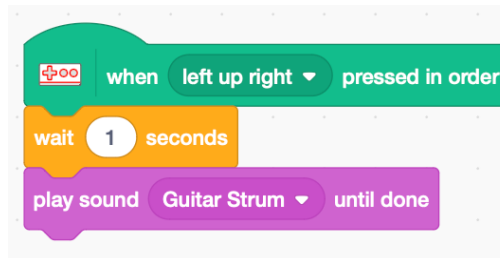 when left up right pressed in order
wait 1 seconds
play sound Guitar Strum until done